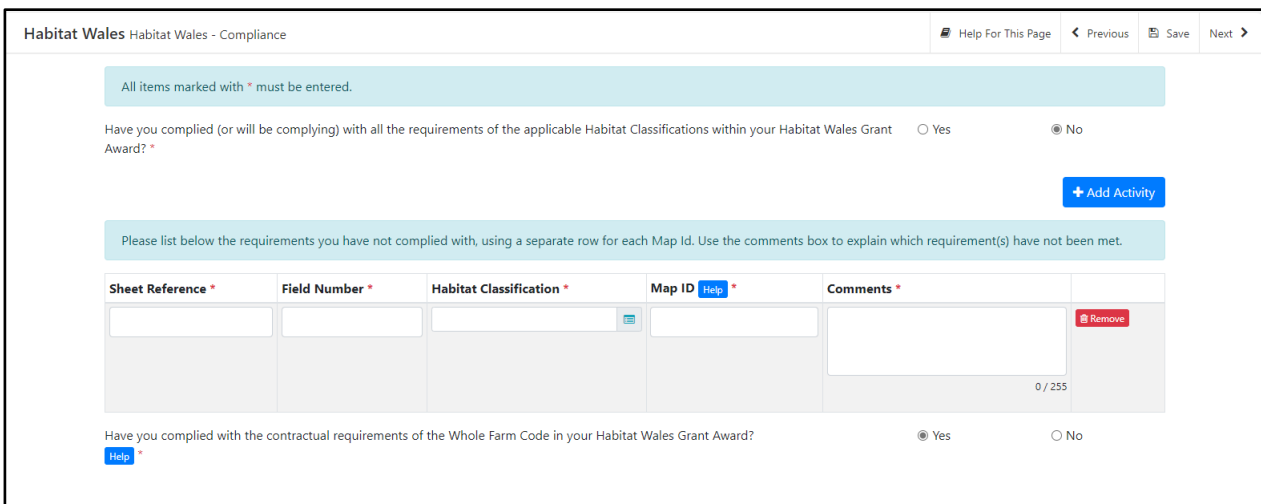 Habitat Wales Habitat Wales - Compliance
Help For This Page
Previous
Save
Next
All items marked with * must be entered.
Have you complied (or will be complying) with all the requirements of the applicable Habitat Classifications within your Habitat Wales Grant
Award? *
Yes
No
+ Add Activity
Please list below the requirements you have not complied with, using a separate row for each Map Id. Use the comments box to explain which requirement(s) have not been met.
Sheet Reference *
Field Number *
Habitat Classification *
Map ID Help *
Comments *
Remove
0 / 255
Have you complied with the contractual requirements of the Whole Farm Code in your Habitat Wales Grant Award?
Help *
Yes
No